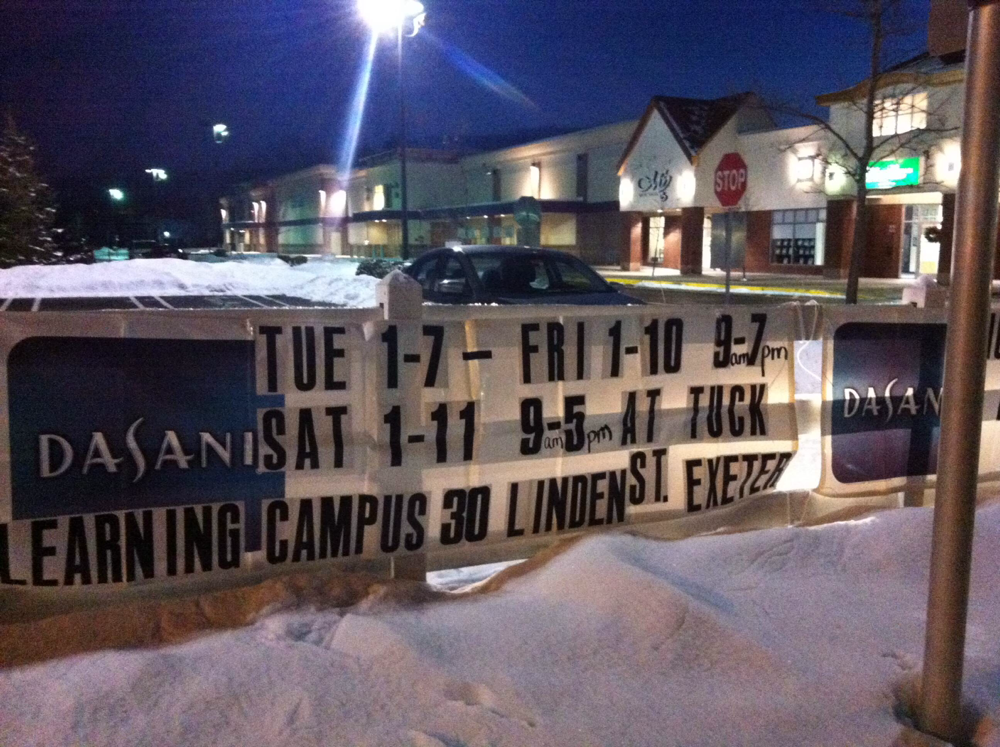 STOP
DASANI
TUE 1-7 - FRI 1-10 9am-7pm
SAT 1-11 9am-5pm AT TUCK
LEARNING CAMPUS 30 LINDEN ST. EXETER
DASAN